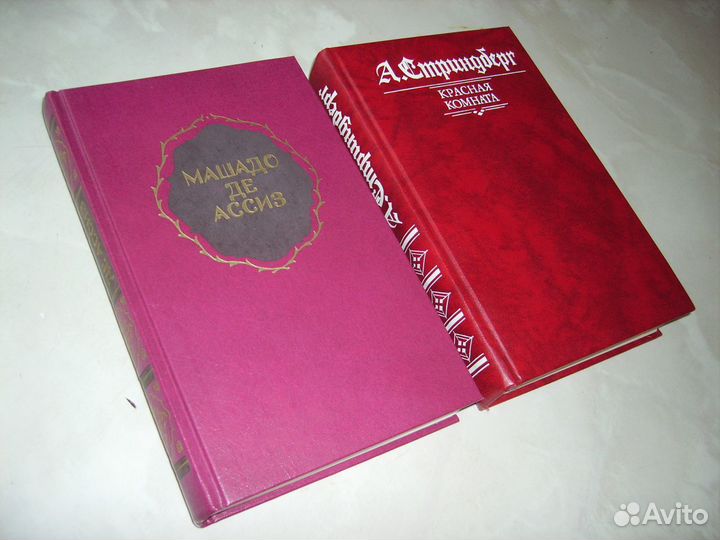 МАШАДО
ДЕ
АССИЗ
А. Стриндберг
КРАСНАЯ
КОМНАТА
А. Стриндберг
Avito